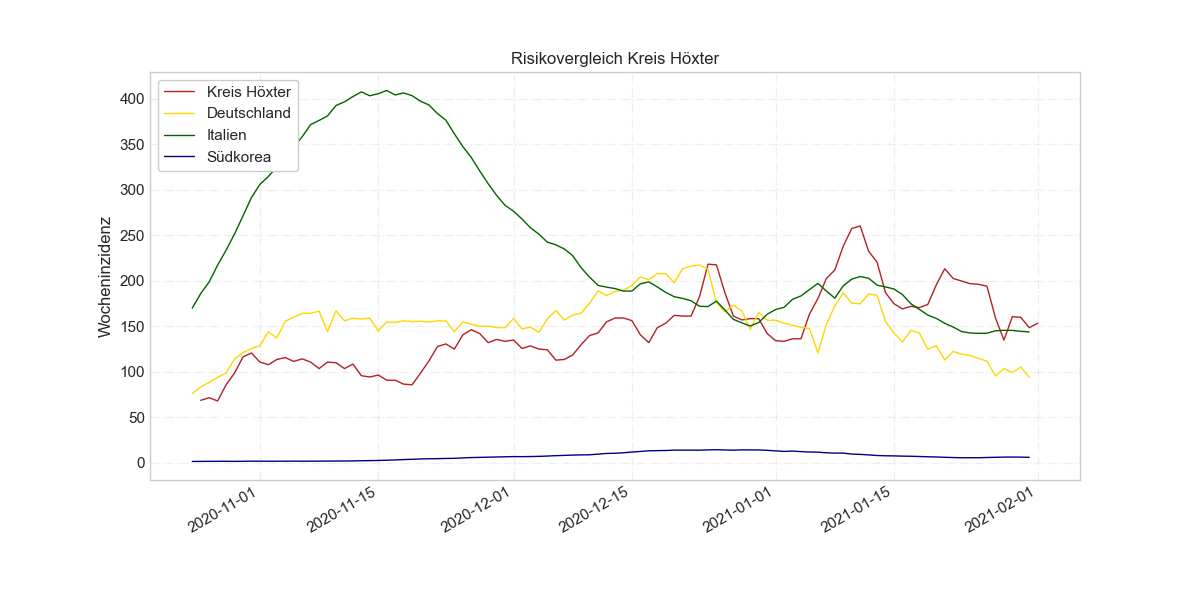 Risikovergleich Kreis Höxter
Kreis Höxter
Deutschland
Italien
Südkorea
Wocheninzidenz
400
350
300
250
200
150
100
50
0
2020-11-01
2020-11-15
2020-12-01
2020-12-15
2021-01-01
2021-01-15
2021-02-01